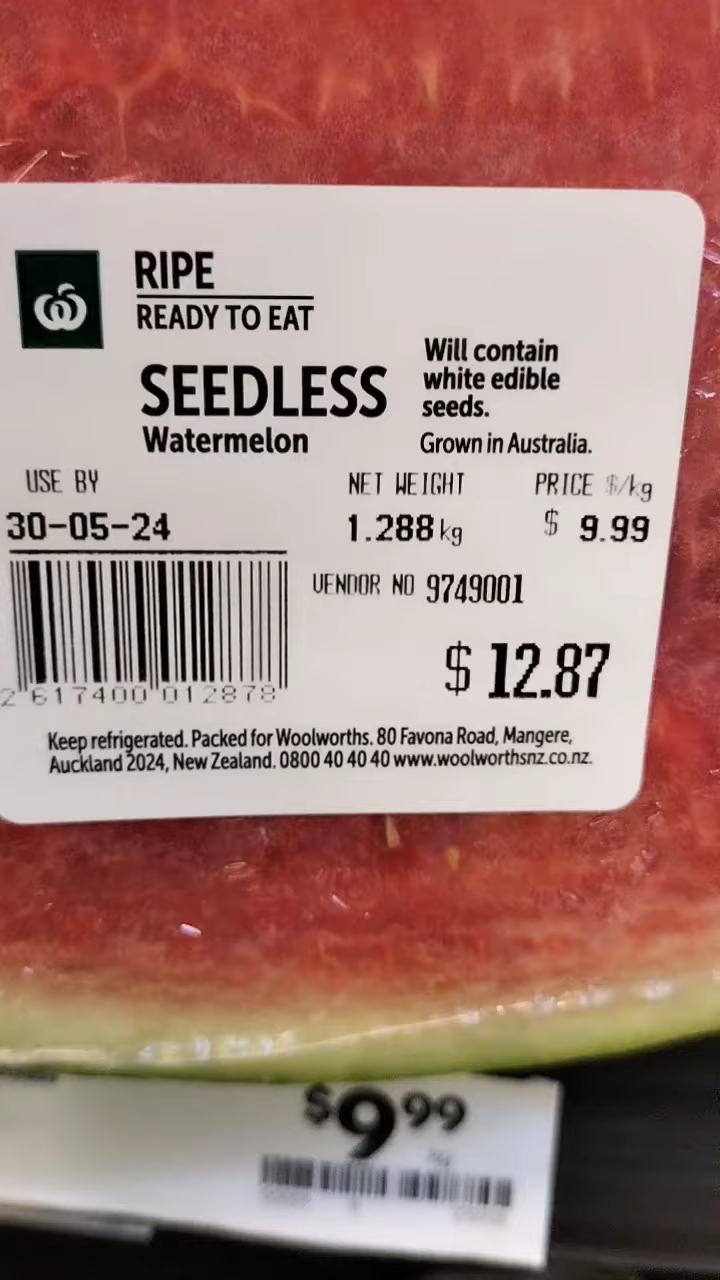 RIPE
READY TO EAT
SEEDLESS
Watermelon
Will contain
white edible
seeds.
Grown in Australia.
USE BY
30-05-24
NET WEIGHT
1.288 kg
PRICE $/kg
$ 9.99
VENDOR NO 9749001
$ 12.87
2 617400 012878
Keep refrigerated. Packed for Woolworths. 80 Favona Road, Mangere,
Auckland 2024, New Zealand. 0800 40 40 40 www.woolworthsnz.co.nz.
$9 99